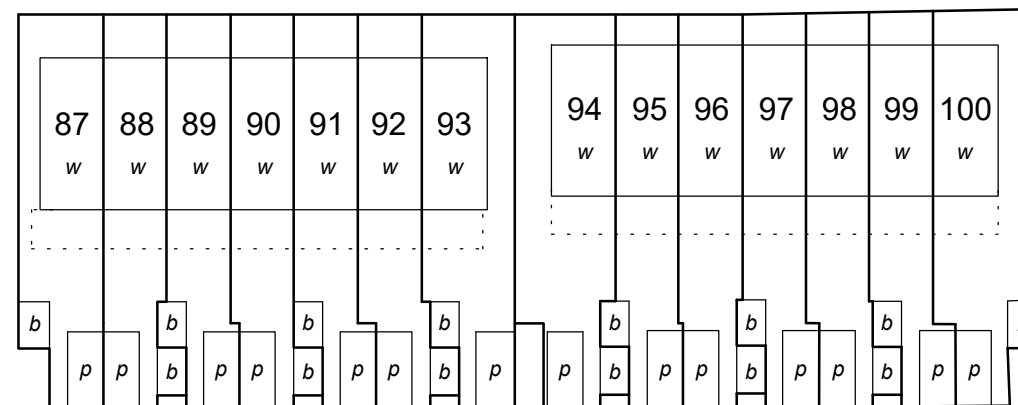 87 88 89 90 91 92 93 94 95 96 97 98 99 100
w w w w w w w w w w w w w w
b b b b b b b
p p b p p b p p b p p b p p b p p b p p